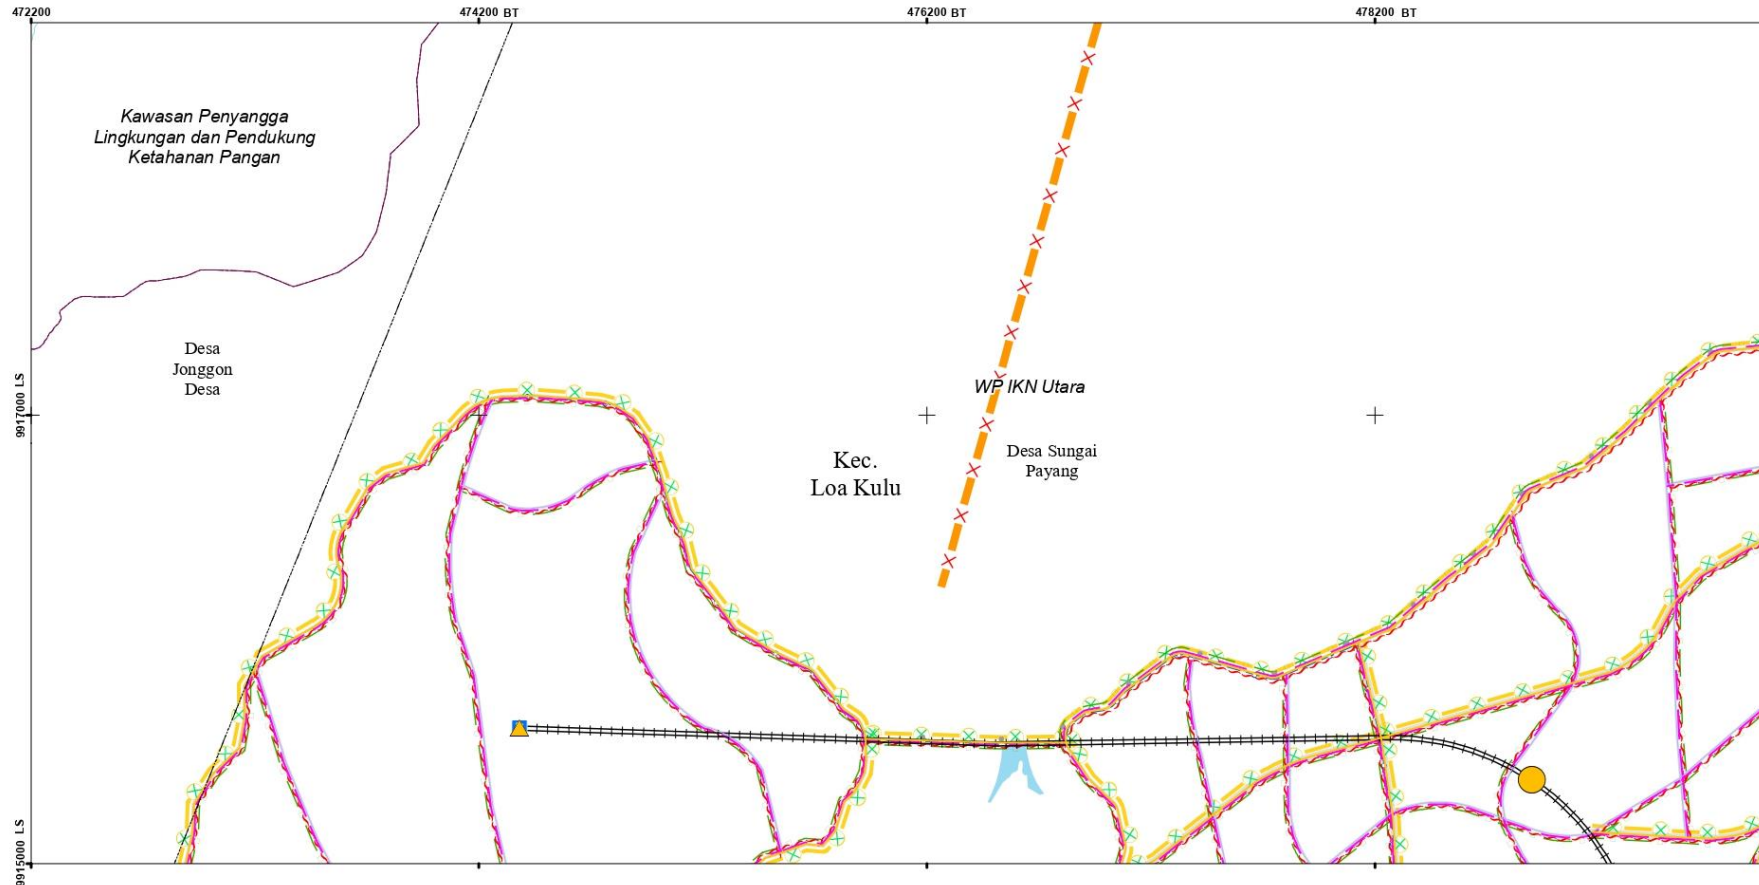 472200
474200 BT
476200 BT
478200 BT
Kawasan Penyangga
Lingkungan dan Pendukung
Ketahanan Pangan
Desa
Jonggon
Desa
9917000 LS
WP IKN Utara
Kec.
Loa Kulu
Desa Sungai
Payang
9915000 LS